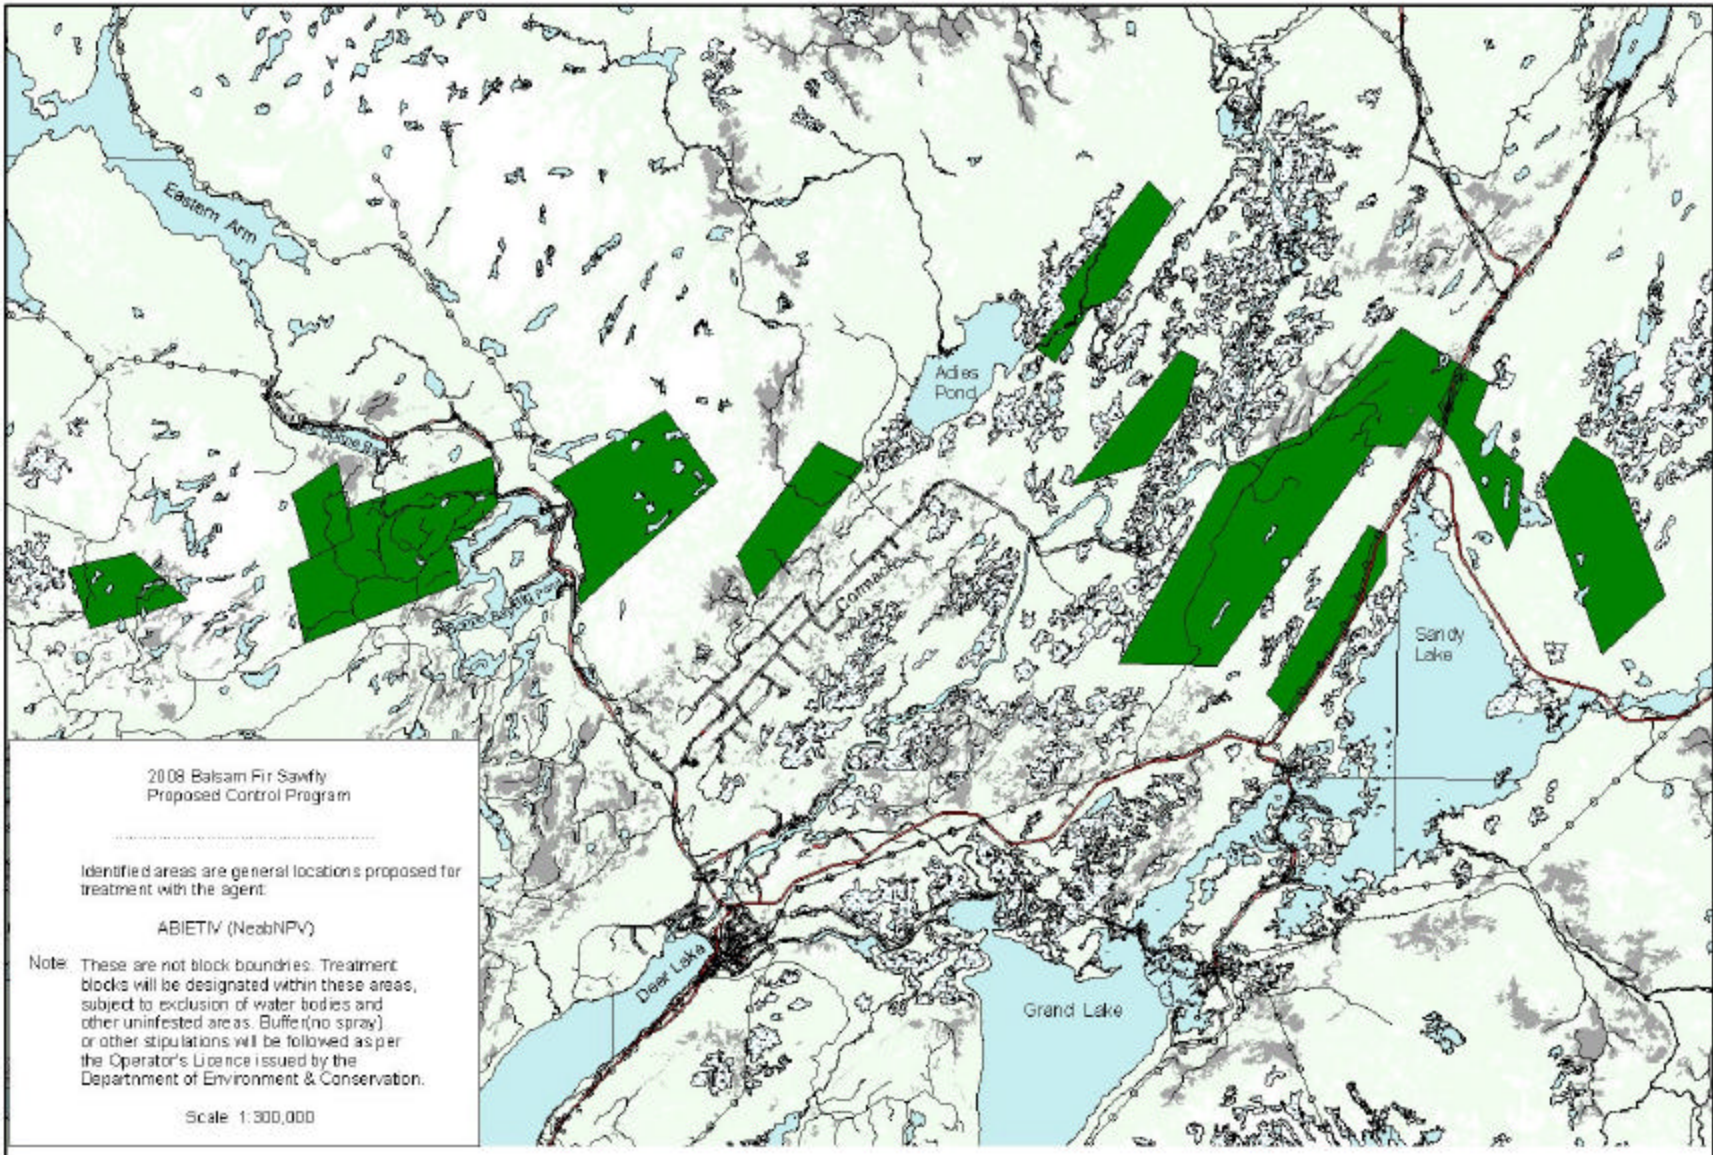 Eastern Arm
Adies
Pond
Cormack
Sandy
Lake
Deer Lake
Grand Lake
2008 Balsam Fir Sawfly
Proposed Control Program
Identified areas are general locations proposed for
treatment with the agent:
ABIETIV (NeabNPV)
Note: These are not block boundries. Treatment
blocks will be designated within these areas,
subject to exclusion of water bodies and
other uninfested areas. Buffer(no spray)
or other stipulations will be followed as per
the Operator's Licence issued by the
Departnment of Environment & Conservation.
Scale 1:300,000